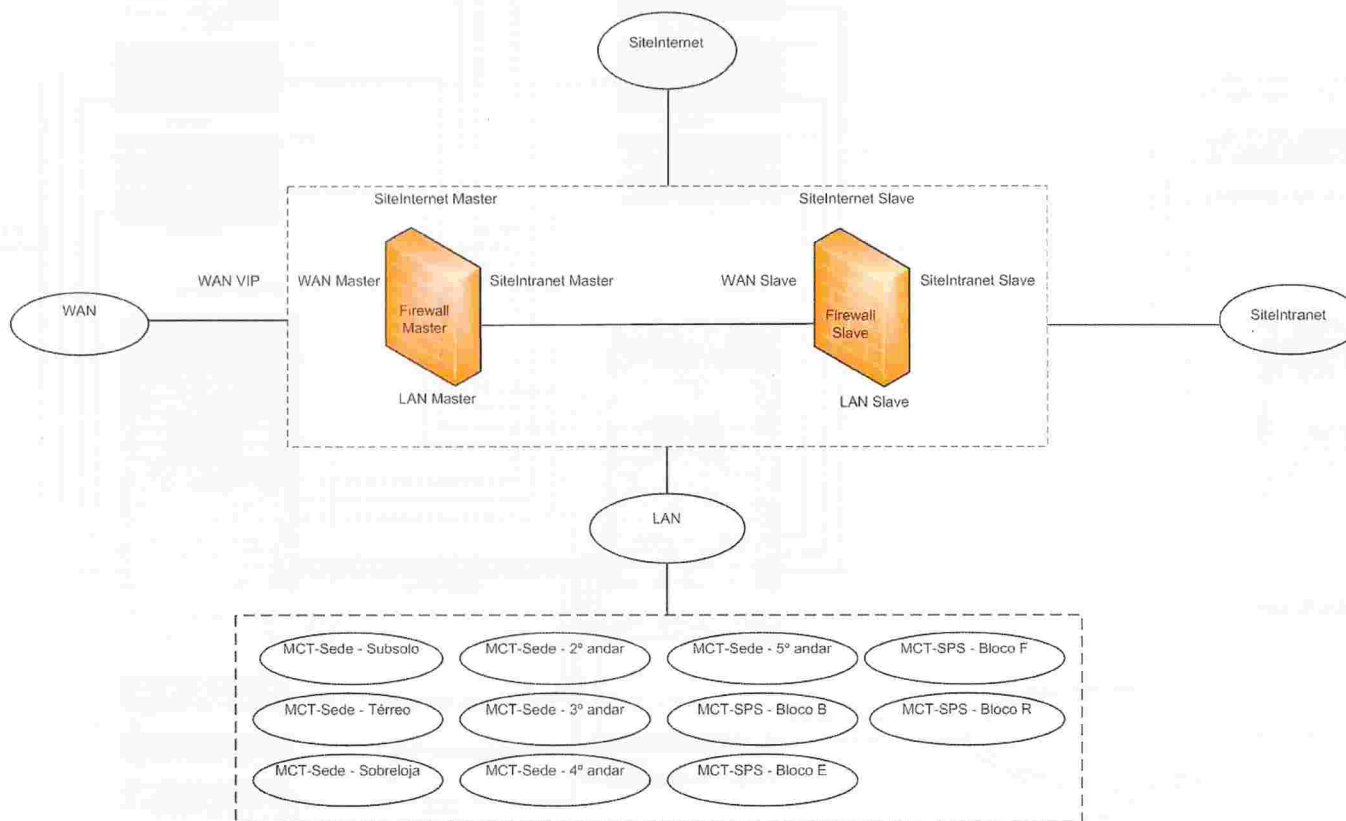 SiteInternet
SiteInternet Master
SiteInternet Slave
WAN VIP
WAN Master
SiteIntranet Master
WAN Slave
SiteIntranet Slave
WAN
Firewall
Master
Firewall
Slave
SiteIntranet
LAN Master
LAN Slave
LAN
MCT-Sede - Subsolo
MCT-Sede - 2º andar
MCT-Sede - 5º andar
MCT-SPS - Bloco F
MCT-Sede - Térreo
MCT-Sede - 3º andar
MCT-SPS - Bloco B
MCT-SPS - Bloco R
MCT-Sede - Sobreloja
MCT-Sede - 4º andar
MCT-SPS - Bloco E